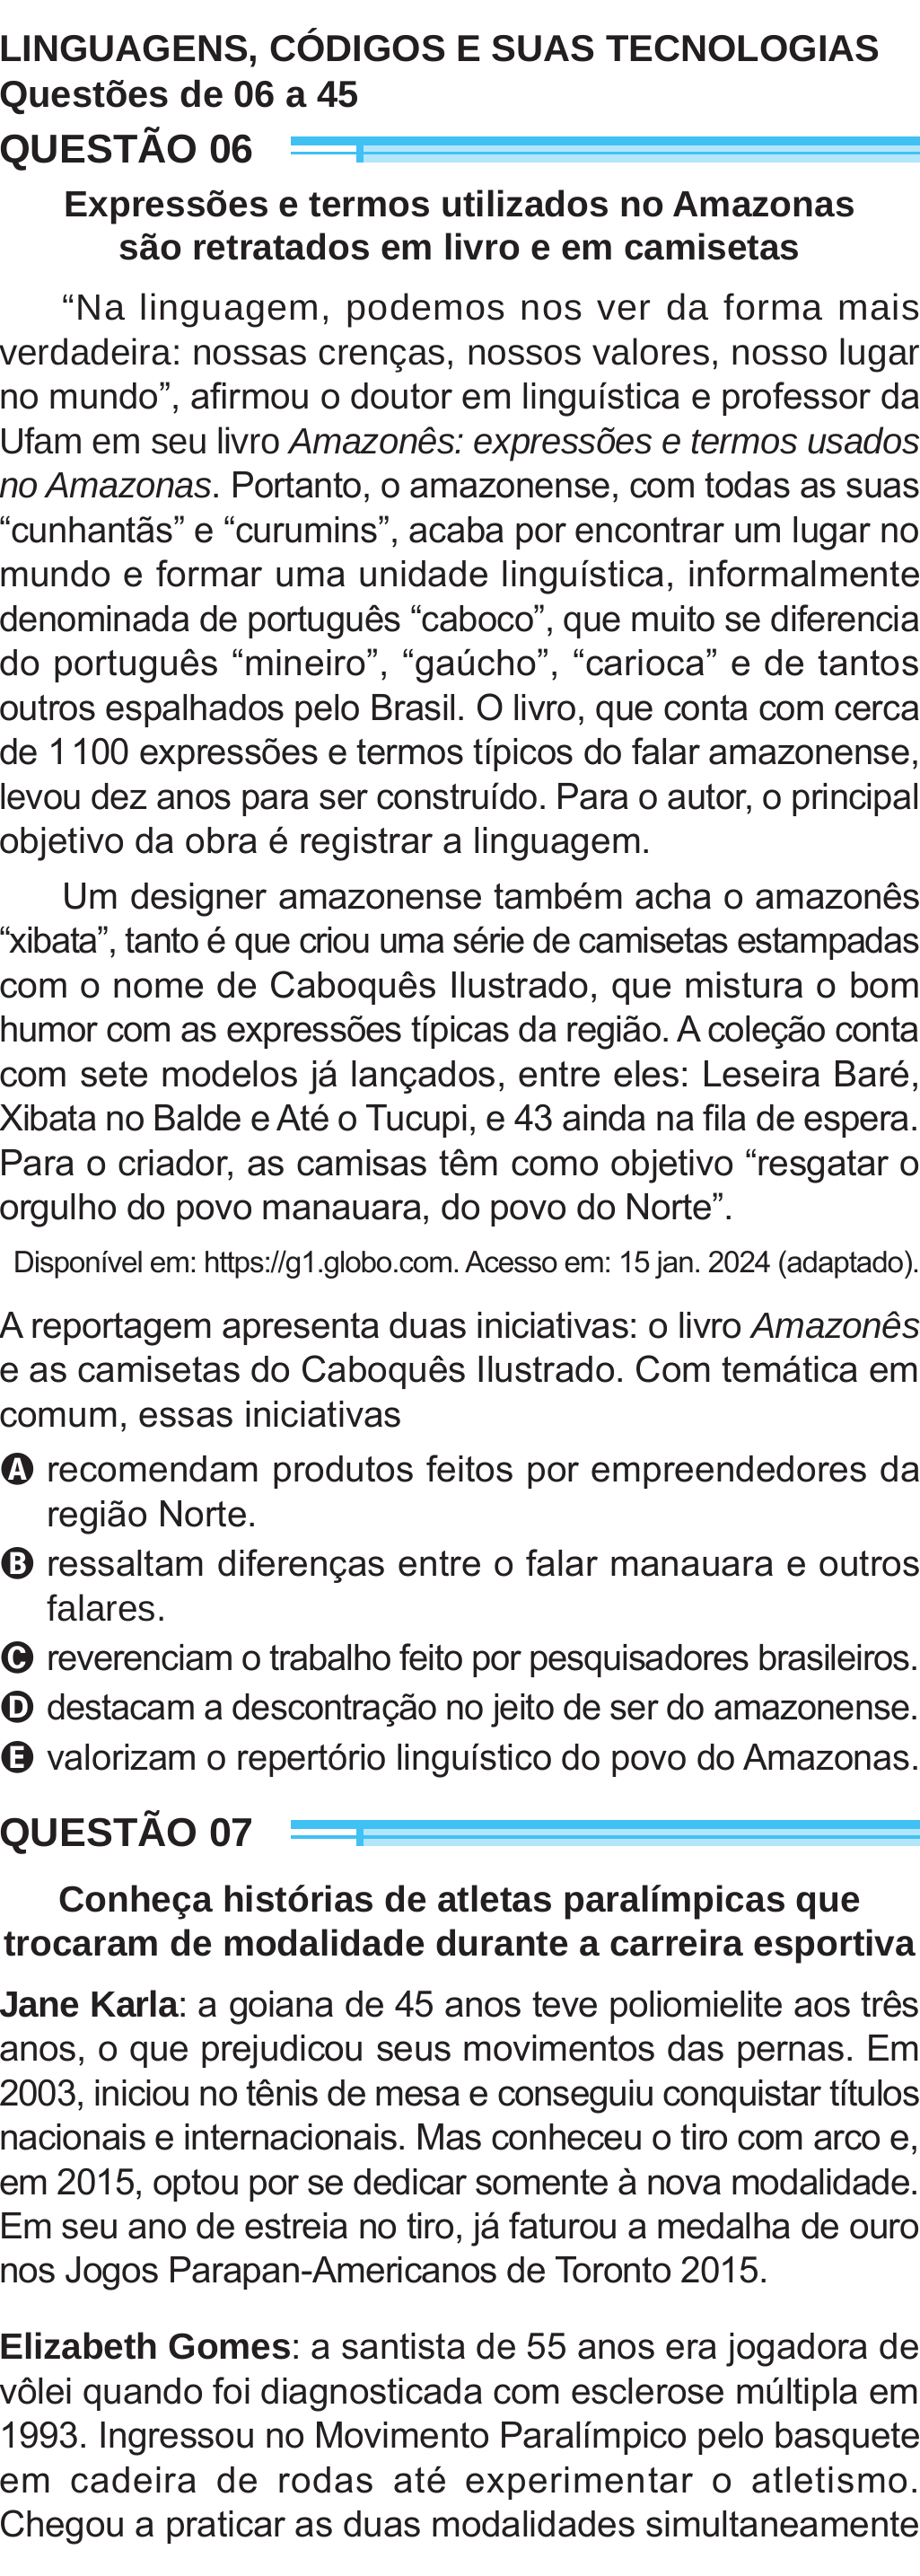 LINGUAGENS, CÓDIGOS E SUAS TECNOLOGIAS
Questões de 06 a 45
QUESTÃO 06
Expressões e termos utilizados no Amazonas
são retratados em livro e em camisetas
“Na linguagem, podemos nos ver da forma mais
verdadeira: nossas crenças, nossos valores, nosso lugar
no mundo”, afirmou o doutor em linguística e professor da
Ufam em seu livro Amazonês: expressões e termos usados
no Amazonas. Portanto, o amazonense, com todas as suas
“cunhantãs” e “curumins”, acaba por encontrar um lugar no
mundo e formar uma unidade linguística, informalmente
denominada de português “caboco”, que muito se diferencia
do português “mineiro”, “gaúcho”, “carioca” e de tantos
outros espalhados pelo Brasil. O livro, que conta com cerca
de 1 100 expressões e termos típicos do falar amazonense,
levou dez anos para ser construído. Para o autor, o principal
objetivo da obra é registrar a linguagem.
Um designer amazonense também acha o amazonês
“xibata”, tanto é que criou uma série de camisetas estampadas
com o nome de Caboquês Ilustrado, que mistura o bom
humor com as expressões típicas da região. A coleção conta
com sete modelos já lançados, entre eles: Leseira Baré,
Xibata no Balde e Até o Tucupi, e 43 ainda na fila de espera.
Para o criador, as camisas têm como objetivo “resgatar o
orgulho do povo manauara, do povo do Norte”.
Disponível em: https://g1.globo.com. Acesso em: 15 jan. 2024 (adaptado).
A reportagem apresenta duas iniciativas: o livro Amazonês
e as camisetas do Caboquês Ilustrado. Com temática em
comum, essas iniciativas
A recomendam produtos feitos por empreendedores da
região Norte.
B ressaltam diferenças entre o falar manauara e outros
falares.
C reverenciam o trabalho feito por pesquisadores brasileiros.
D destacam a descontração no jeito de ser do amazonense.
E valorizam o repertório linguístico do povo do Amazonas.
QUESTÃO 07
Conheça histórias de atletas paralímpicas que
trocaram de modalidade durante a carreira esportiva
Jane Karla: a goiana de 45 anos teve poliomielite aos três
anos, o que prejudicou seus movimentos das pernas. Em
2003, iniciou no tênis de mesa e conseguiu conquistar títulos
nacionais e internacionais. Mas conheceu o tiro com arco e,
em 2015, optou por se dedicar somente à nova modalidade.
Em seu ano de estreia no tiro, já faturou a medalha de ouro
nos Jogos Parapan-Americanos de Toronto 2015.
Elizabeth Gomes: a santista de 55 anos era jogadora de
vôlei quando foi diagnosticada com esclerose múltipla em
1993. Ingressou no Movimento Paralímpico pelo basquete
em cadeira de rodas até experimentar o atletismo.
Chegou a praticar as duas modalidades simultaneamente